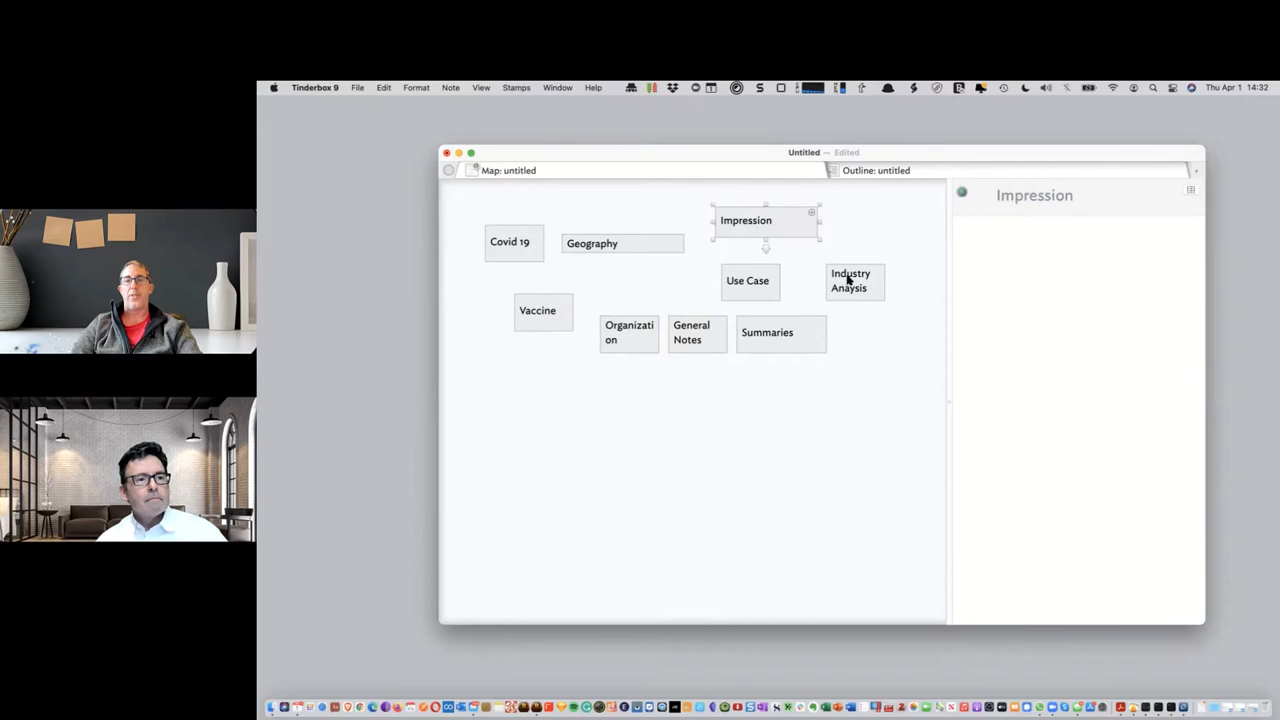 Tinderbox 9 File Edit Format Note View Stamps Window Help Thu Apr 1 14:32
Untitled — Edited
Map: untitled
Outline: untitled
Impression
Impression
Covid 19
Geography
Use Case
Industry
Anaysis
Vaccine
Organizati
on
General
Notes
Summaries